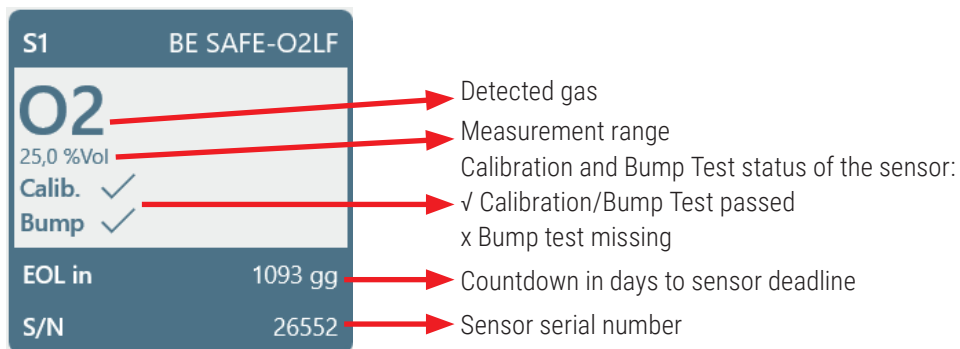 S1 BE SAFE-O2LF
O2
25,0 %Vol
Calib. ✓
Bump ✓
EOL in 1093 gg
S/N 26552
Detected gas
Measurement range
Calibration and Bump Test status of the sensor:
√ Calibration/Bump Test passed
x Bump test missing
Countdown in days to sensor deadline
Sensor serial number